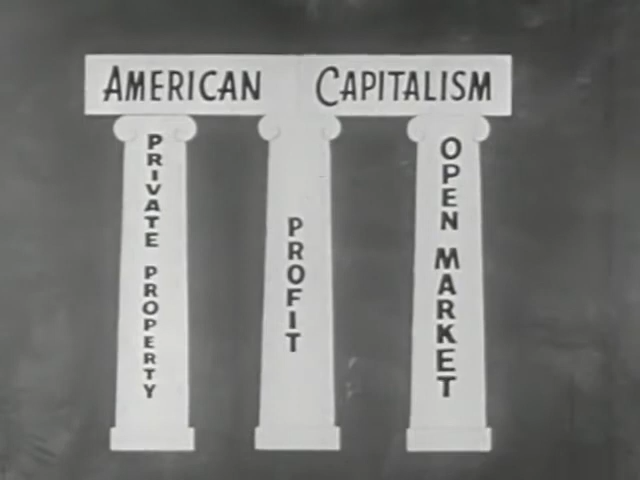 AMERICAN CAPITALISM
PRIVATE PROPERTY
PROFIT
OPEN MARKET